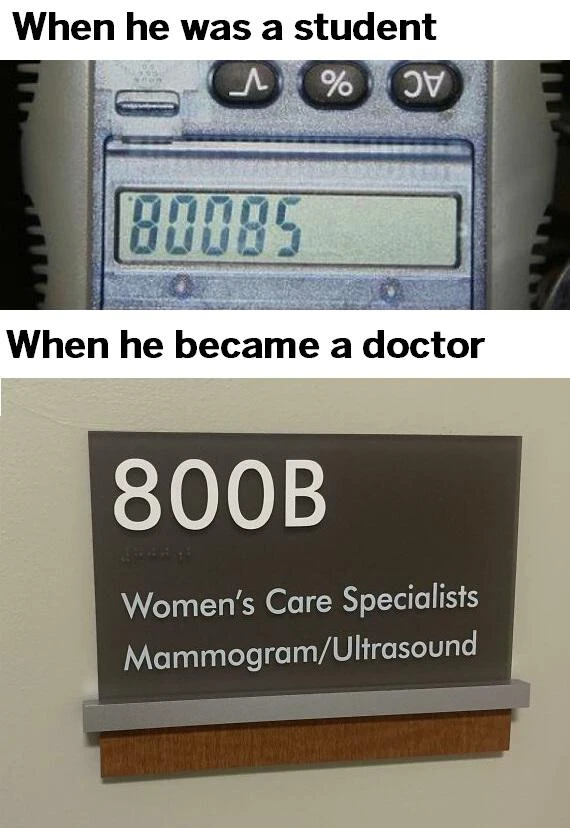 When he was a student
√ % AC
80085
When he became a doctor
800B
Women's Care Specialists
Mammogram/Ultrasound